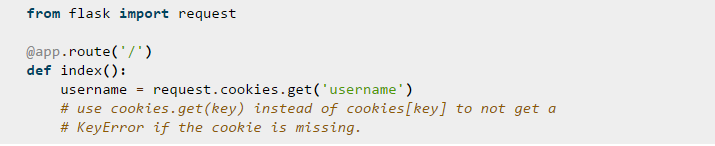 from flask import request
@app.route('/')
def index():
    username = request.cookies.get('username')
    # use cookies.get(key) instead of cookies[key] to not get a
    # KeyError if the cookie is missing.